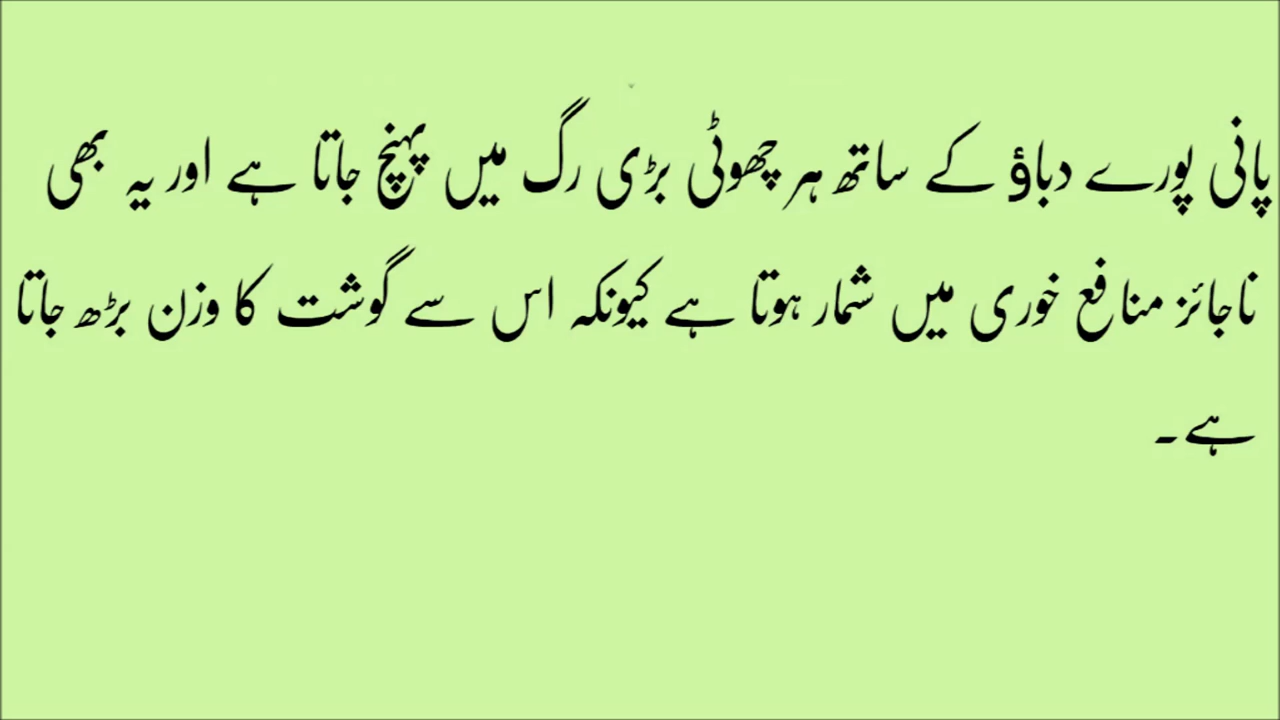 پانی پورے دباؤ کے ساتھ ہر چھوٹی بڑی رگ میں پہنچ جاتا ہے اور یہ بھی
ناجائز منافع خوری میں شمار ہوتا ہے کیونکہ اس سے گوشت کا وزن بڑھ جاتا
ہے۔